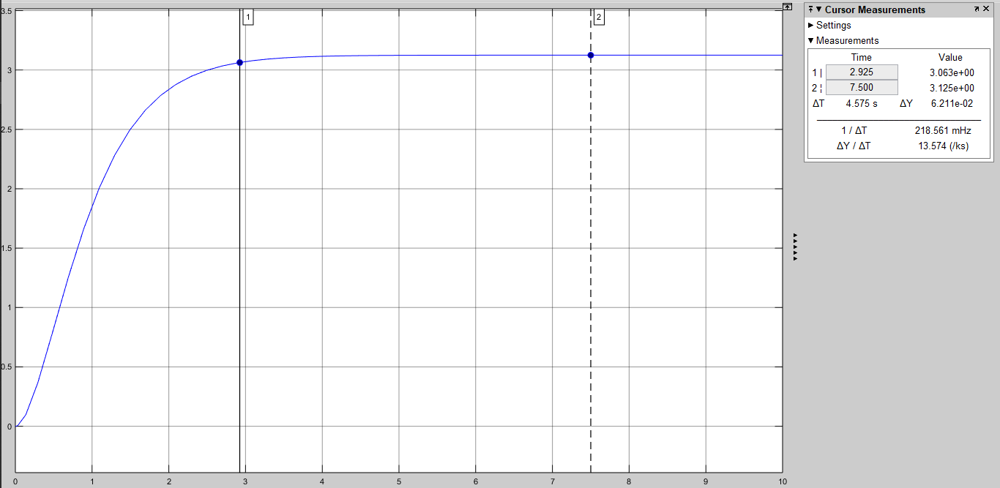 3.5
3
2.5
2
1.5
1
0.5
0
0 1 2 3 4 5 6 7 8 9 10
1
2
Cursor Measurements
Settings
Measurements
Time Value
1 | 2.925 3.063e+00
2 ¦ 7.500 3.125e+00
ΔT 4.575 s ΔY 6.211e-02
1 / ΔT 218.561 mHz
ΔY / ΔT 13.574 (/ks)